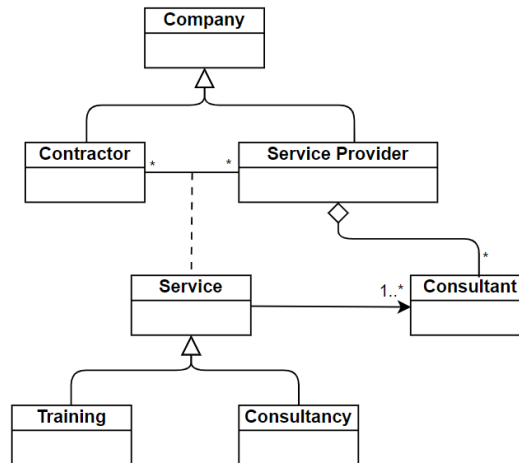 Company
Contractor
* *
Service Provider
*
Service
1..*
Consultant
Training
Consultancy